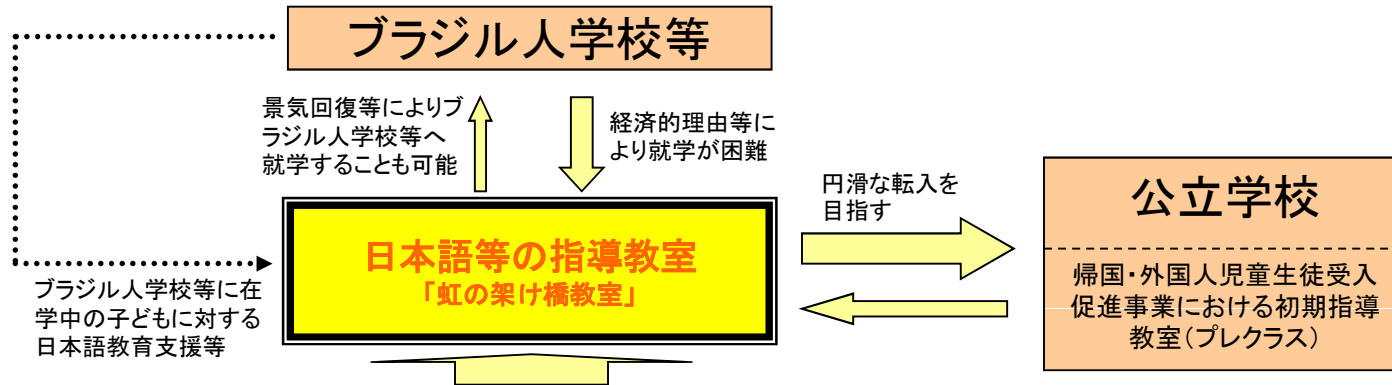 ブラジル人学校等
景気回復等によりブ
ラジル人学校等へ
就学することも可能
経済的理由等に
より就学が困難
円滑な転入を
目指す
公立学校
帰国・外国人児童生徒受入
促進事業における初期指導
教室(プレクラス)
日本語等の指導教室
「虹の架け橋教室」
ブラジル人学校等に在
学中の子どもに対する
日本語教育支援等